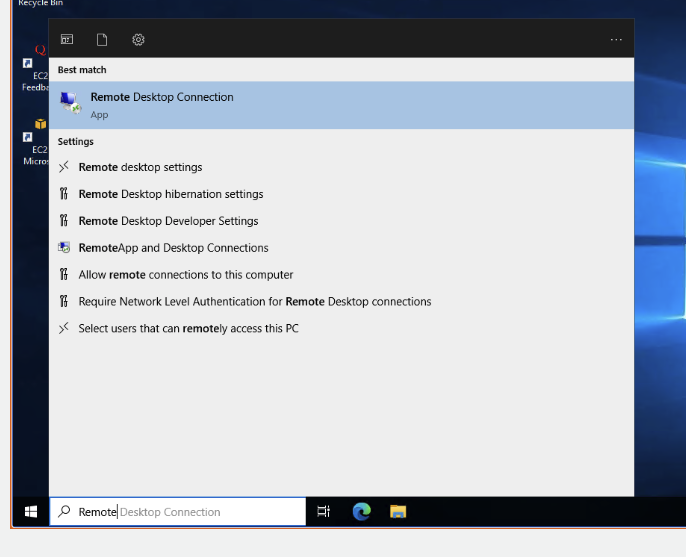 Recycle Bin
EC2
Feedba
EC2
Micros
Best match
Remote Desktop Connection
App
Settings
Remote desktop settings
Remote Desktop hibernation settings
Remote Desktop Developer Settings
RemoteApp and Desktop Connections
Allow remote connections to this computer
Require Network Level Authentication for Remote Desktop connections
Select users that can remotely access this PC
Remote Desktop Connection